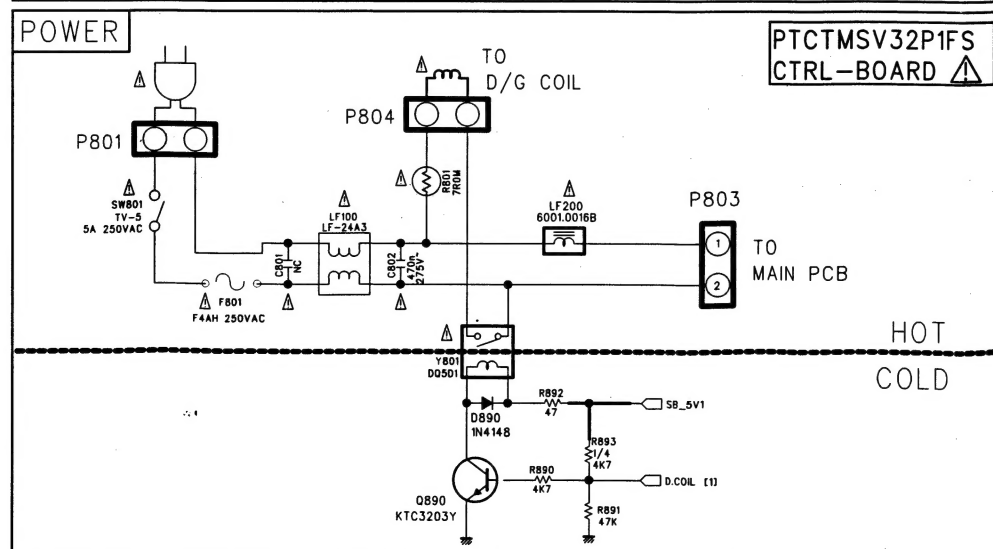 POWER
PTCTMSV32P1FS
CTRL-BOARD
TO
D/G COIL
P804
P801
SW801
TV-5
5A 250VAC
R801
7R0M
LF100
LF-24A3
LF200
6001.0016B
P803
C801
NC
C802
470n
275V~
1
2
TO
MAIN PCB
F801
F4AH 250VAC
HOT
COLD
Y801
DQ5D1
D890
1N4148
R892
47
SB_5V1
R893
1/4
4K7
R890
4K7
D.COIL [1]
Q890
KTC3203Y
R891
47K